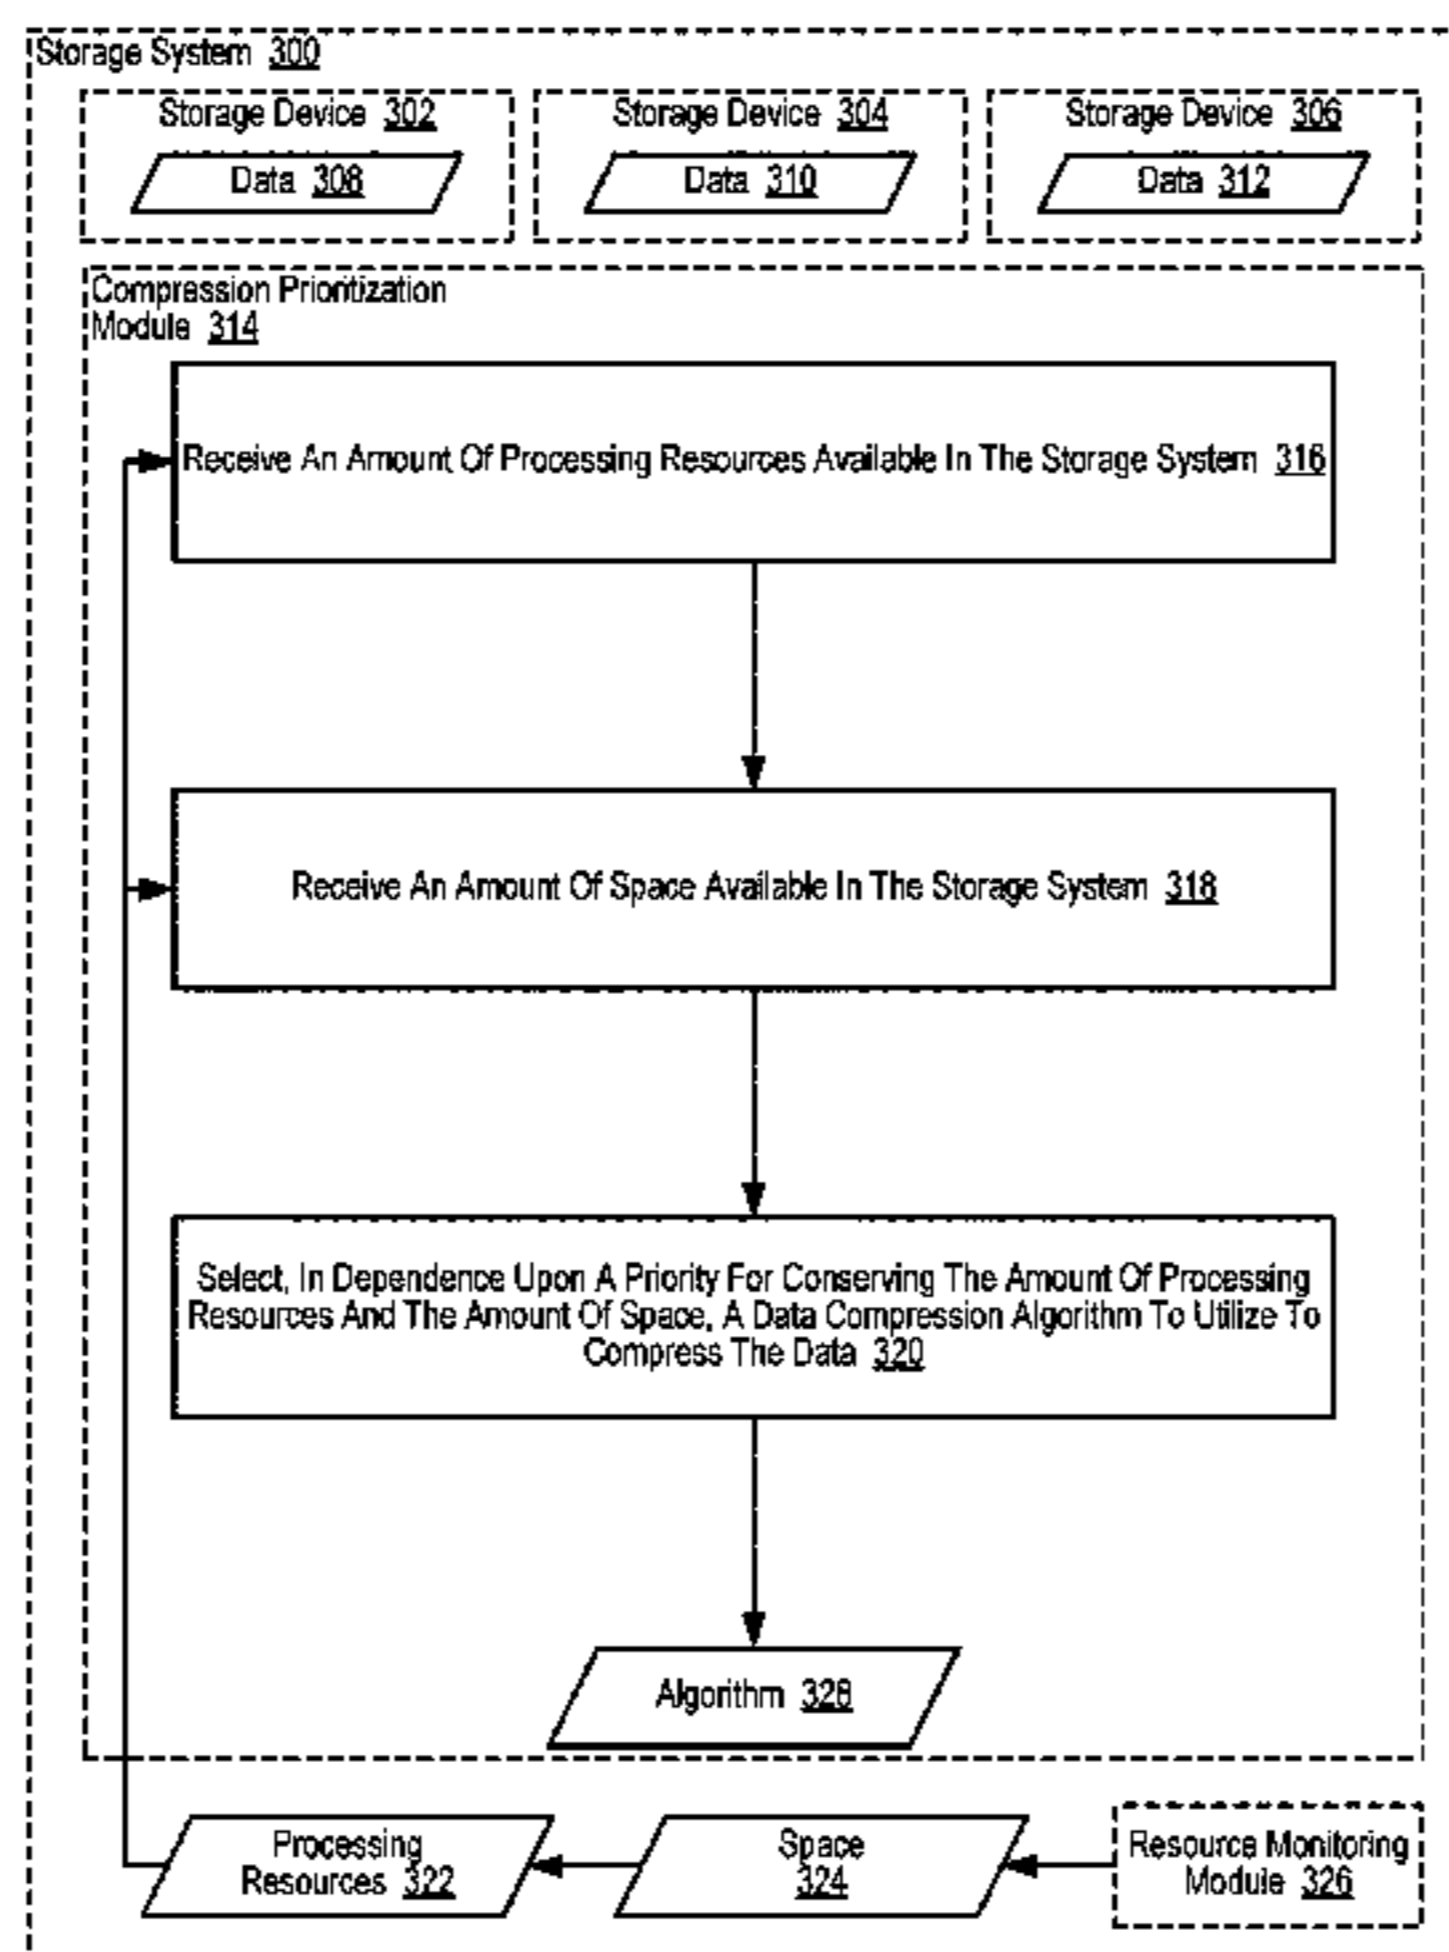 Storage System 300
Storage Device 302
Storage Device 304
Storage Device 306
Data 308
Data 310
Data 312
Compression Prioritization
Module 314
Receive An Amount Of Processing Resources Available In The Storage System 316
Receive An Amount Of Space Available In The Storage System 318
Select, In Dependence Upon A Priority For Conserving The Amount Of Processing
Resources And The Amount Of Space, A Data Compression Algorithm To Utilize To
Compress The Data 320
Algorithm 328
Processing
Resources 322
Space
324
Resource Monitoring
Module 326